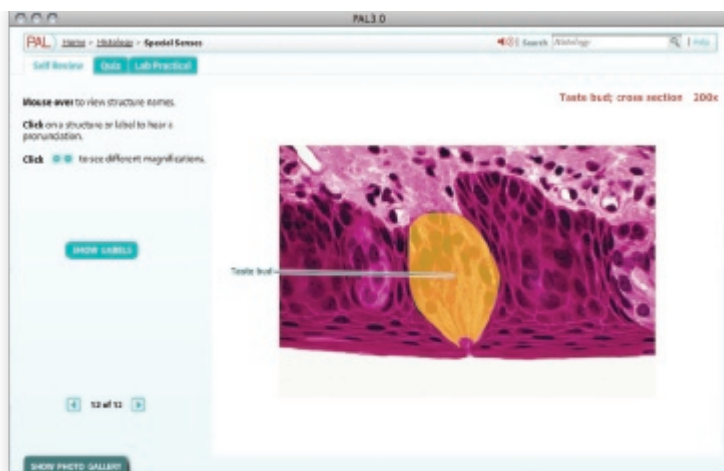 PAL3.0
PAL Home > Histology > Special Senses
Search Histology Help
Self Review Quiz Lab Practical
Mouse over to view structure names.
Click on a structure or label to hear a
pronunciation.
Click to see different magnifications.
Taste bud; cross section 200x
SHOW LABELS
Taste bud
12 of 12
SHOW PHOTO GALLERY